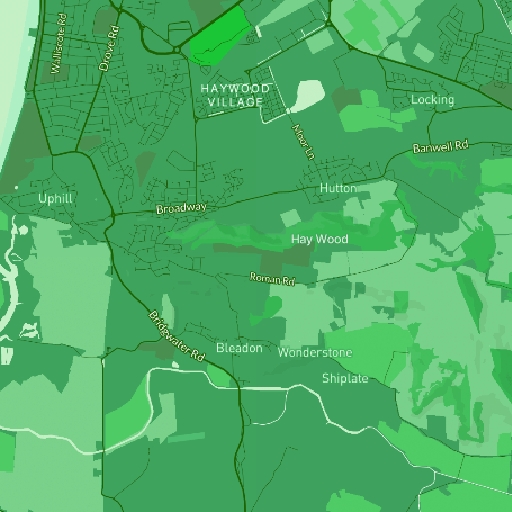 Wallisrote Rd
Drove Rd
HAYWOOD
VILLAGE
Locking
Moor Ln
Banwell Rd
Hutton
Uphill
Broadway
Hay Wood
Roman Rd
Bridgwater Rd
Bleadon
Wonderstone
Shiplate